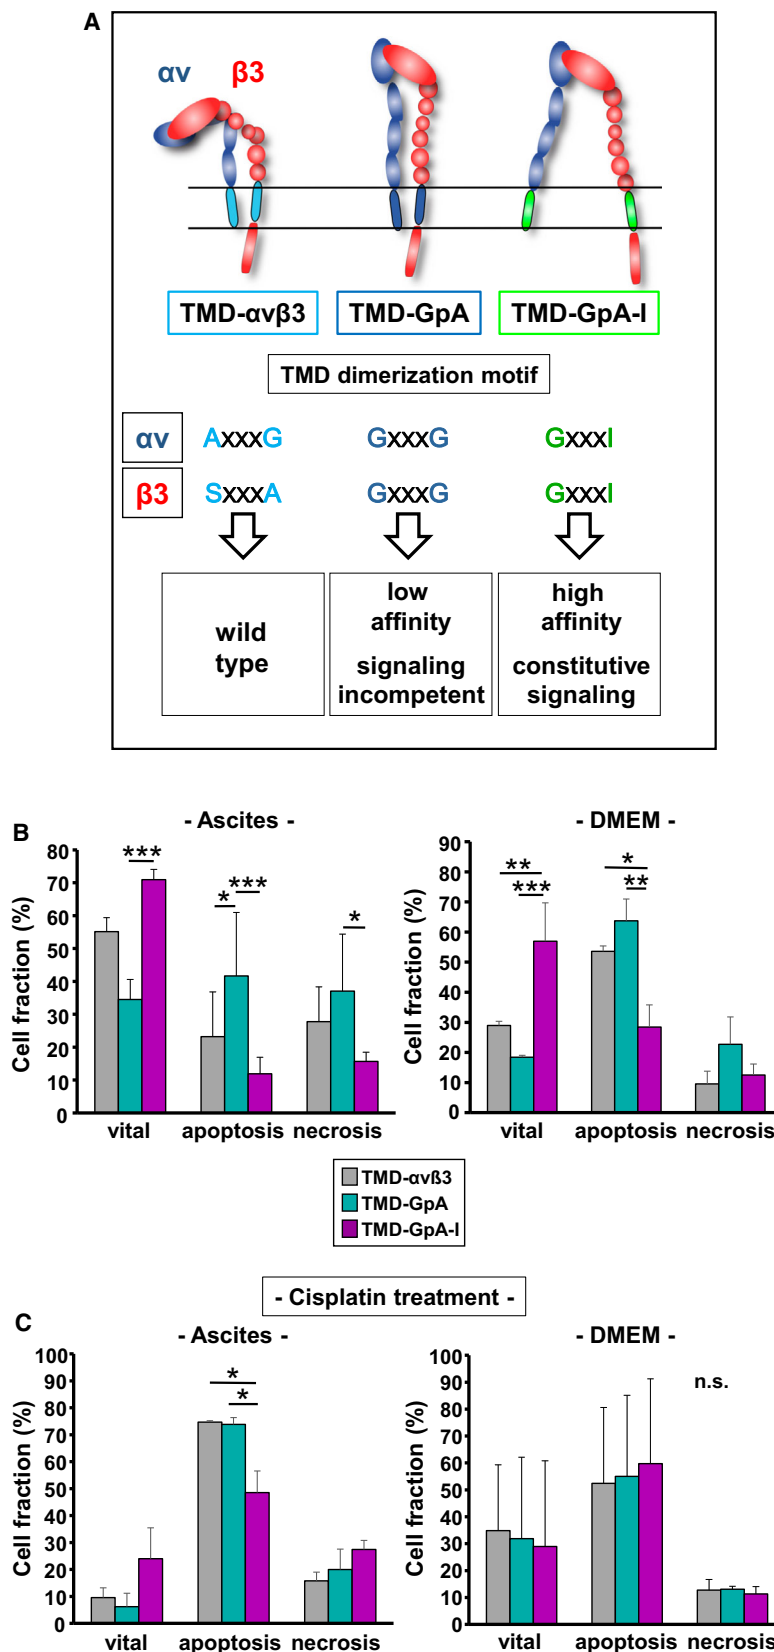 A
αv β3
TMD-αvβ3 TMD-GpA TMD-GpA-I
TMD dimerization motif
αv AxxxG GxxxG GxxxI
β3 SxxxA GxxxG GxxxI
wild
type
low
affinity
signaling
incompetent
high
affinity
constitutive
signaling
B
- Ascites -
Cell fraction (%)
80
70
60
50
40
30
20
10
0
***
*
***
*
vital apoptosis necrosis
- DMEM -
Cell fraction (%)
90
80
70
60
50
40
30
20
10
0
**
***
*
**
vital apoptosis necrosis
TMD-αvß3
TMD-GpA
TMD-GpA-I
- Cisplatin treatment -
C
- Ascites -
Cell fraction (%)
100
90
80
70
60
50
40
30
20
10
0
*
*
vital apoptosis necrosis
- DMEM -
Cell fraction (%)
100
90
80
70
60
50
40
30
20
10
0
n.s.
vital apoptosis necrosis